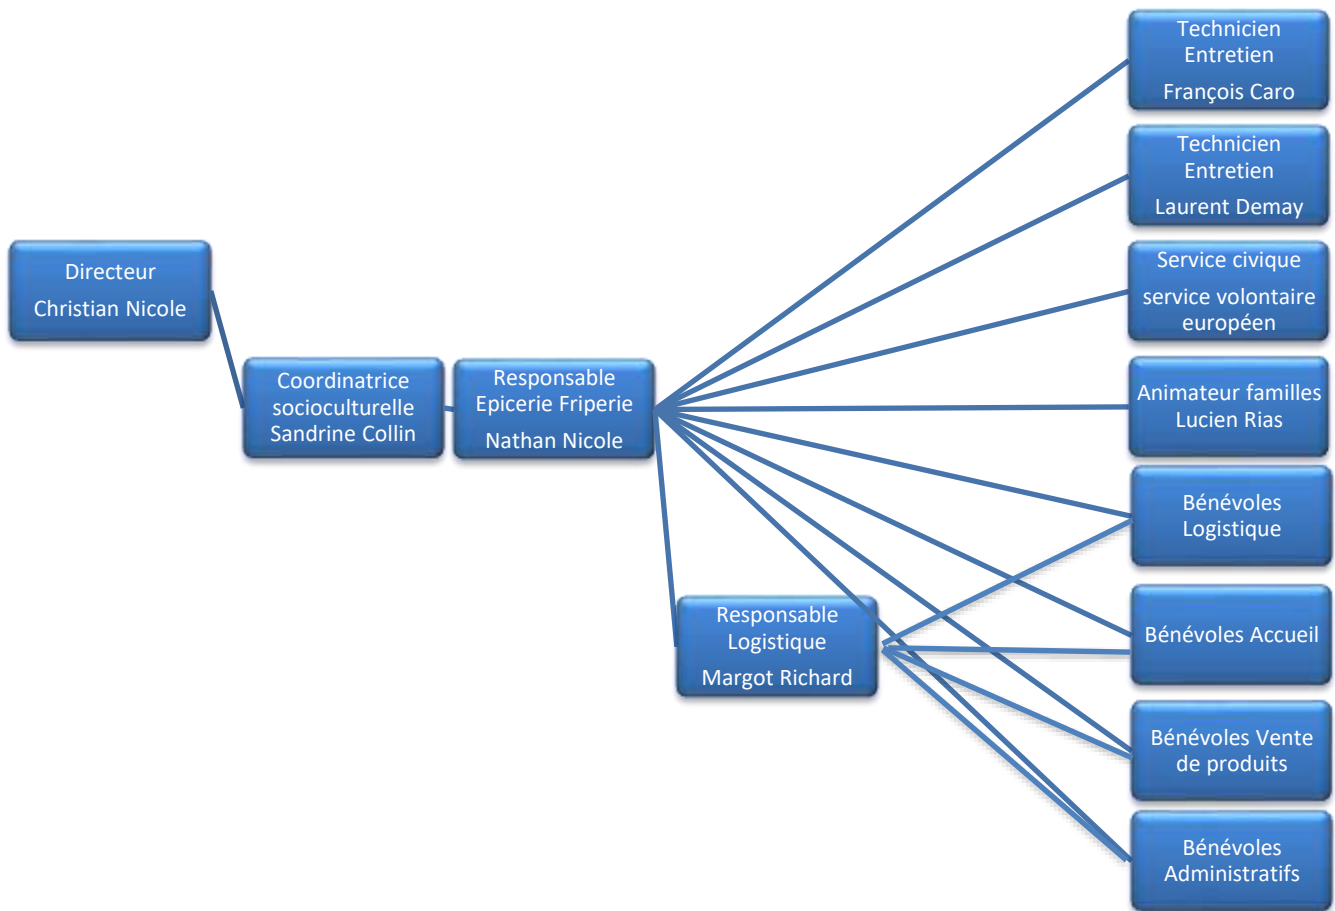 Directeur
Christian Nicole
Coordinatrice
socioculturelle
Sandrine Collin
Responsable
Epicerie Friperie
Nathan Nicole
Responsable
Logistique
Margot Richard
Technicien
Entretien
François Caro
Technicien
Entretien
Laurent Demay
Service civique
service volontaire
européen
Animateur familles
Lucien Rias
Bénévoles
Logistique
Bénévoles Accueil
Bénévoles Vente
de produits
Bénévoles
Administratifs